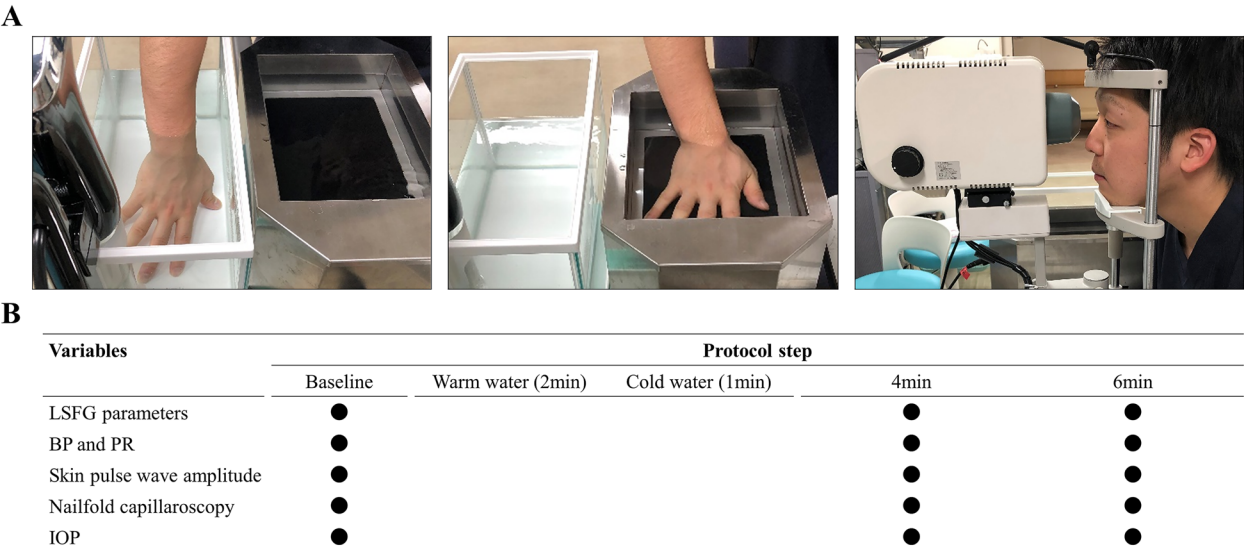 A
B
Variables Protocol step
Baseline Warm water (2min) Cold water (1min) 4min 6min
LSFG parameters ● ● ●
BP and PR ● ● ●
Skin pulse wave amplitude ● ● ●
Nailfold capillaroscopy ● ● ●
IOP ● ● ●